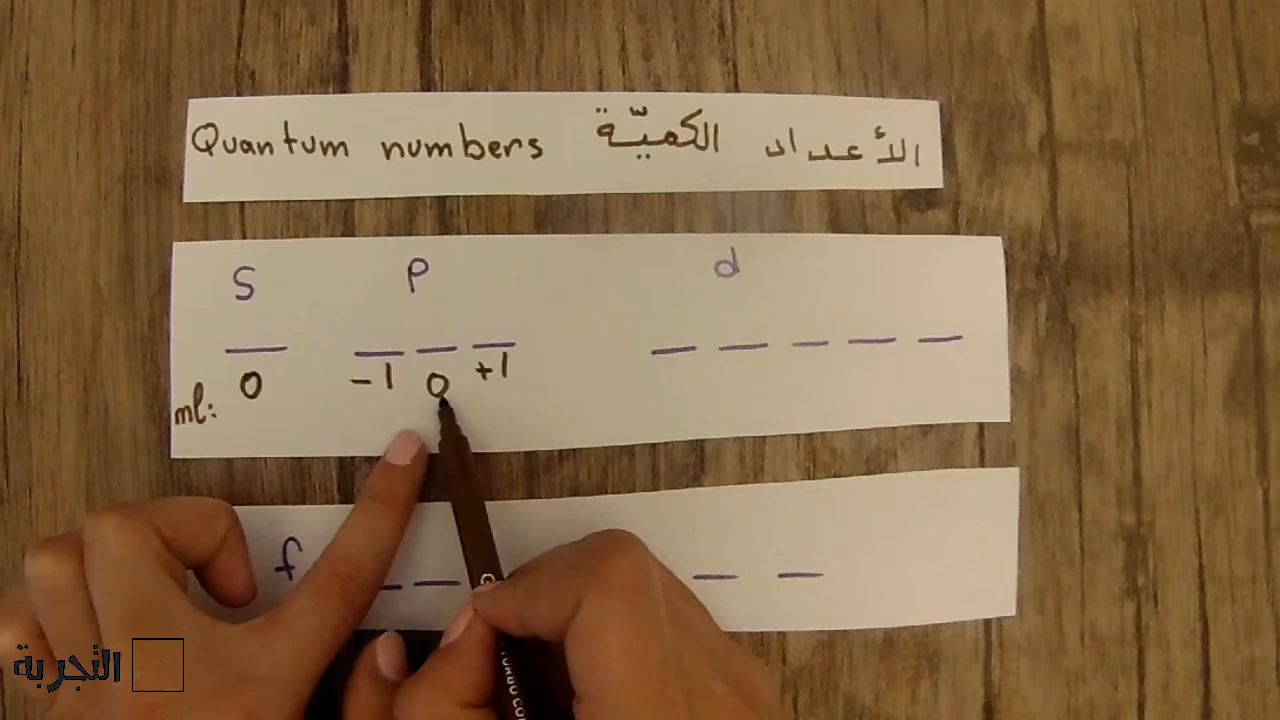 Quantum numbers الأعداد الكميّة
S P d
0 -1 0 +1
ml:
f
التجربة